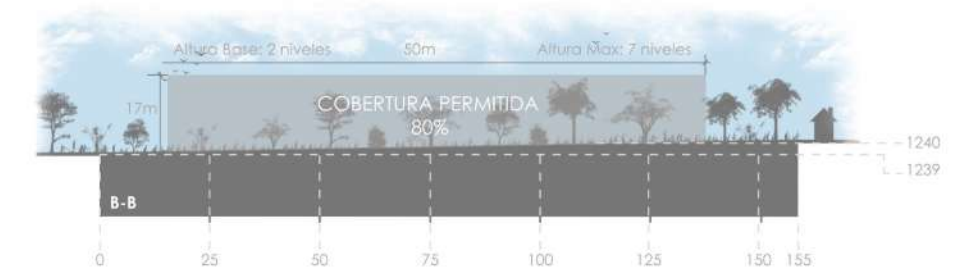 Altura Base: 2 niveles 50m Altura Max: 7 niveles
17m COBERTURA PERMITIDA
80%
1240
1239
B-B
0 25 50 75 100 125 150 155